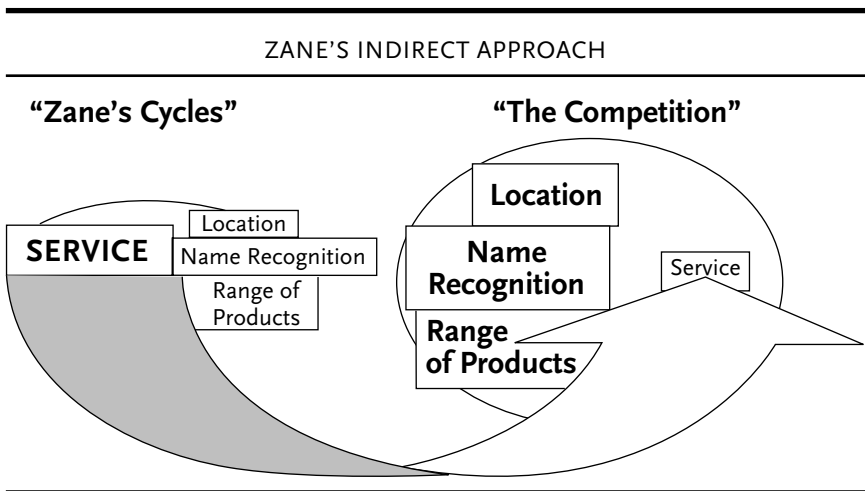 ZANE’S INDIRECT APPROACH
“Zane’s Cycles”
“The Competition”
Location
SERVICE
Name Recognition
Range of
Products
Location
Name
Recognition
Service
Range
of Products